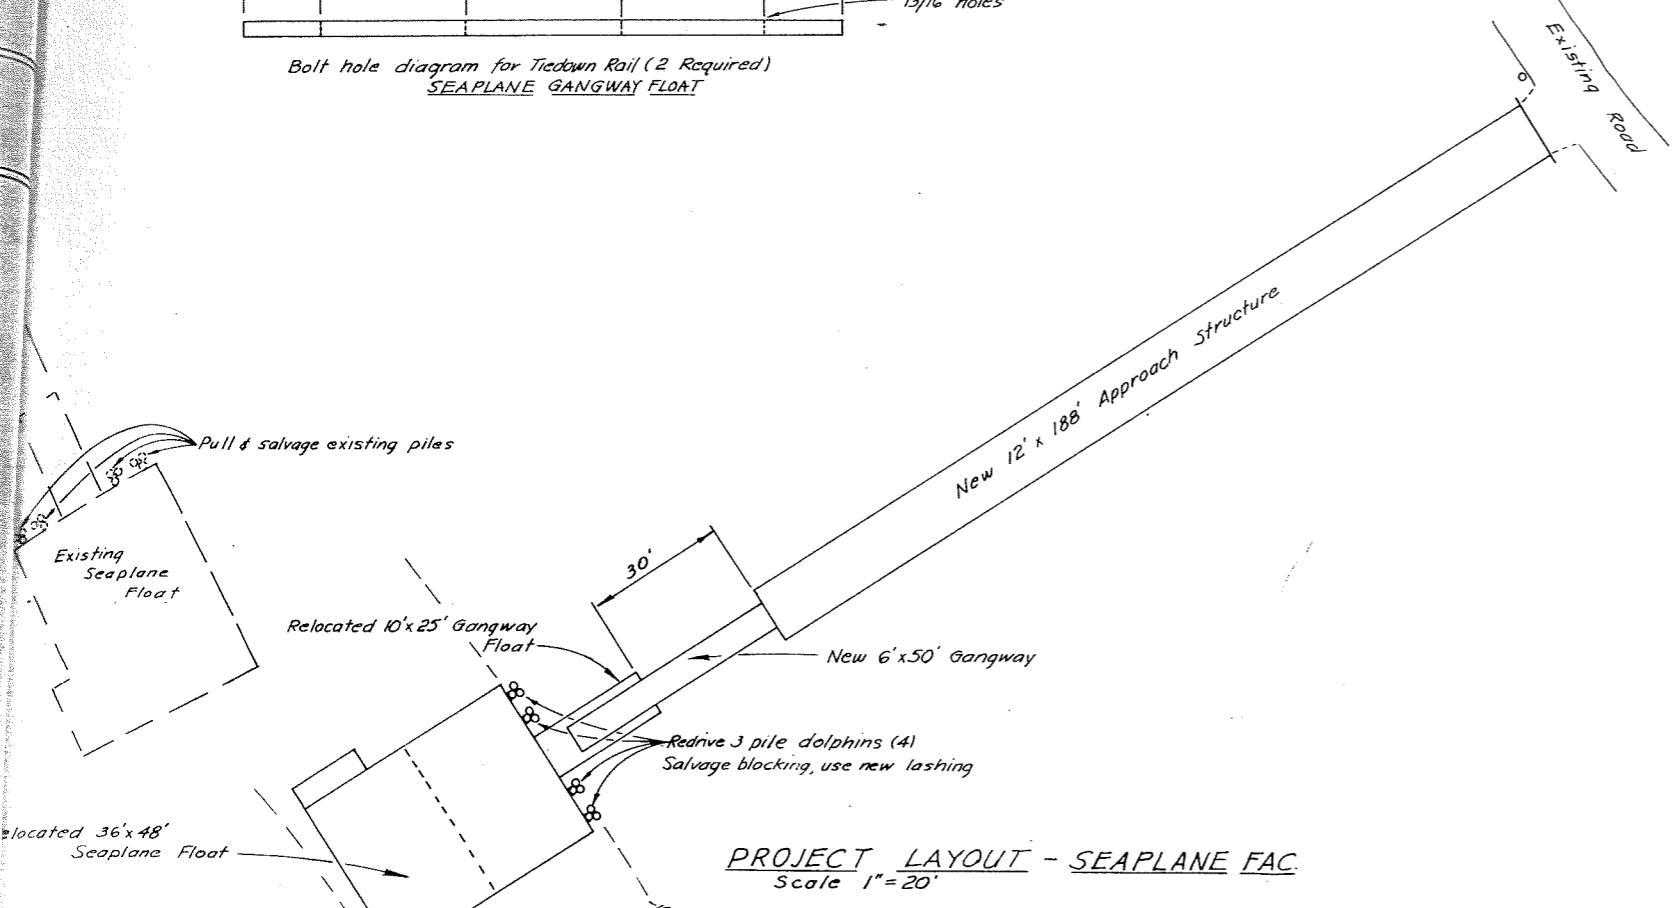 13/16 holes
Bolt hole diagram for Tiedown Rail (2 Required)
SEAPLANE GANGWAY FLOAT
Existing Road
New 12' x 188' Approach Structure
Pull & salvage existing piles
Existing
Seaplane
Float
30'
Relocated 10'x25' Gangway
Float
New 6'x50' Gangway
Redrive 3 pile dolphins (4)
Salvage blocking, use new lashing
elocated 36'x48'
Seaplane Float
PROJECT LAYOUT - SEAPLANE FAC.
Scale 1"=20'